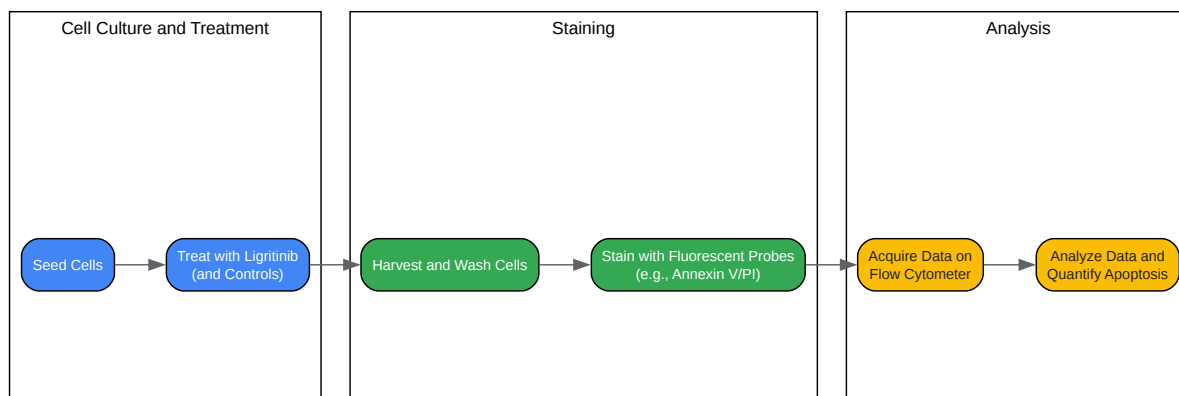 Cell Culture and Treatment
Staining
Analysis
Seed Cells
Treat with Ligritinib
(and Controls)
Harvest and Wash Cells
Stain with Fluorescent Probes
(e.g., Annexin V/PI)
Acquire Data on
Flow Cytometer
Analyze Data and
Quantify Apoptosis